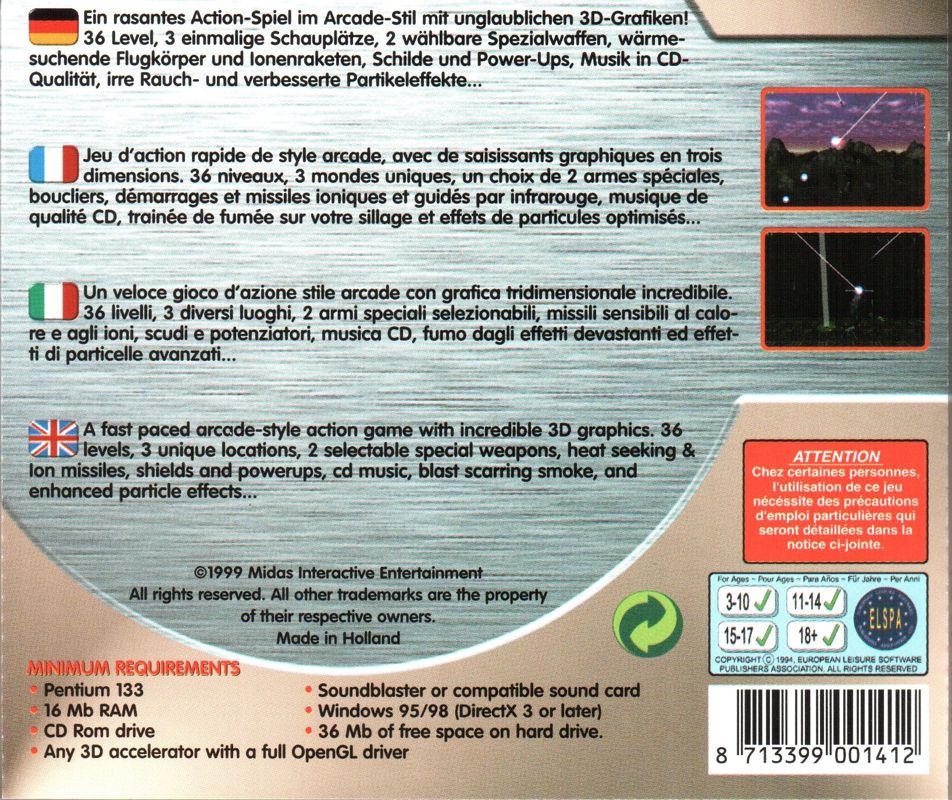 Ein rasantes Action-Spiel im Arcade-Stil mit unglaublichen 3D-Grafiken!
36 Level, 3 einmalige Schauplätze, 2 wählbare Spezialwaffen, wärme-
suchende Flugkörper und Ionenraketen, Schilde und Power-Ups, Musik in CD-
Qualität, irre Rauch- und verbesserte Partikeleffekte...
Jeu d'action rapide de style arcade, avec de saisissants graphiques en trois
dimensions. 36 niveaux, 3 mondes uniques, un choix de 2 armes spéciales,
boucliers, démarrages et missiles ioniques et guidés par infrarouge, musique de
qualité CD, trainée de fumée sur votre sillage et effets de particules optimisés...
Un veloce gioco d'azione stile arcade con grafica tridimensionale incredibile.
36 livelli, 3 diversi luoghi, 2 armi speciali selezionabili, missili sensibili al calo-
re e agli ioni, scudi e potenziatori, musica CD, fumo dagli effetti devastanti ed effet-
ti di particelle avanzati...
A fast paced arcade-style action game with incredible 3D graphics. 36
levels, 3 unique locations, 2 selectable special weapons, heat seeking &
Ion missiles, shields and powerups, cd music, blast scarring smoke, and
enhanced particle effects...
©1999 Midas Interactive Entertainment
All rights reserved. All other trademarks are the property
of their respective owners.
Made in Holland
MINIMUM REQUIREMENTS
• Pentium 133
• 16 Mb RAM
• CD Rom drive
• Any 3D accelerator with a full OpenGL driver
• Soundblaster or compatible sound card
• Windows 95/98 (DirectX 3 or later)
• 36 Mb of free space on hard drive.
ATTENTION
Chez certaines personnes,
l'utilisation de ce jeu
nécéssite des précautions
d'emploi particulières qui
seront détaillées dans la
notice ci-jointe.
For Ages - Pour Ages - Para Años - Für Jahre - Per Anni
3-10 11-14
15-17 18+
ELSPA
COPYRIGHT © 1994, EUROPEAN LEISURE SOFTWARE
PUBLISHERS ASSOCIATION. ALL RIGHTS RESERVED
8 713399 001412